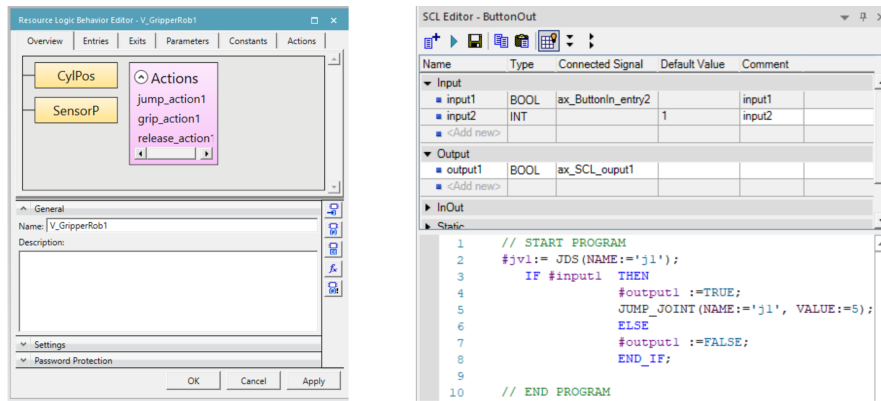 Resource Logic Behavior Editor - V_GripperRob1
Overview Entries Exits Parameters Constants Actions
CylPos
SensorP
Actions
jump_action1
grip_action1
release_action1
General
Name: V_GripperRob1
Description:
Settings
Password Protection
OK Cancel Apply
SCL Editor - ButtonOut
Name Type Connected Signal Default Value Comment
Input
input1 BOOL ax_ButtonIn_entry2 input1
input2 INT 1 input2
<Add new>
Output
output1 BOOL ax_SCL_ouput1
<Add new>
InOut
Static
1 // START PROGRAM
2 #jv1:= JDS(NAME:='j1');
3 IF #input1 THEN
4 #output1 :=TRUE;
5 JUMP_JOINT(NAME:='j1', VALUE:=5);
6 ELSE
7 #output1 :=FALSE;
8 END_IF;
9
10 // END PROGRAM